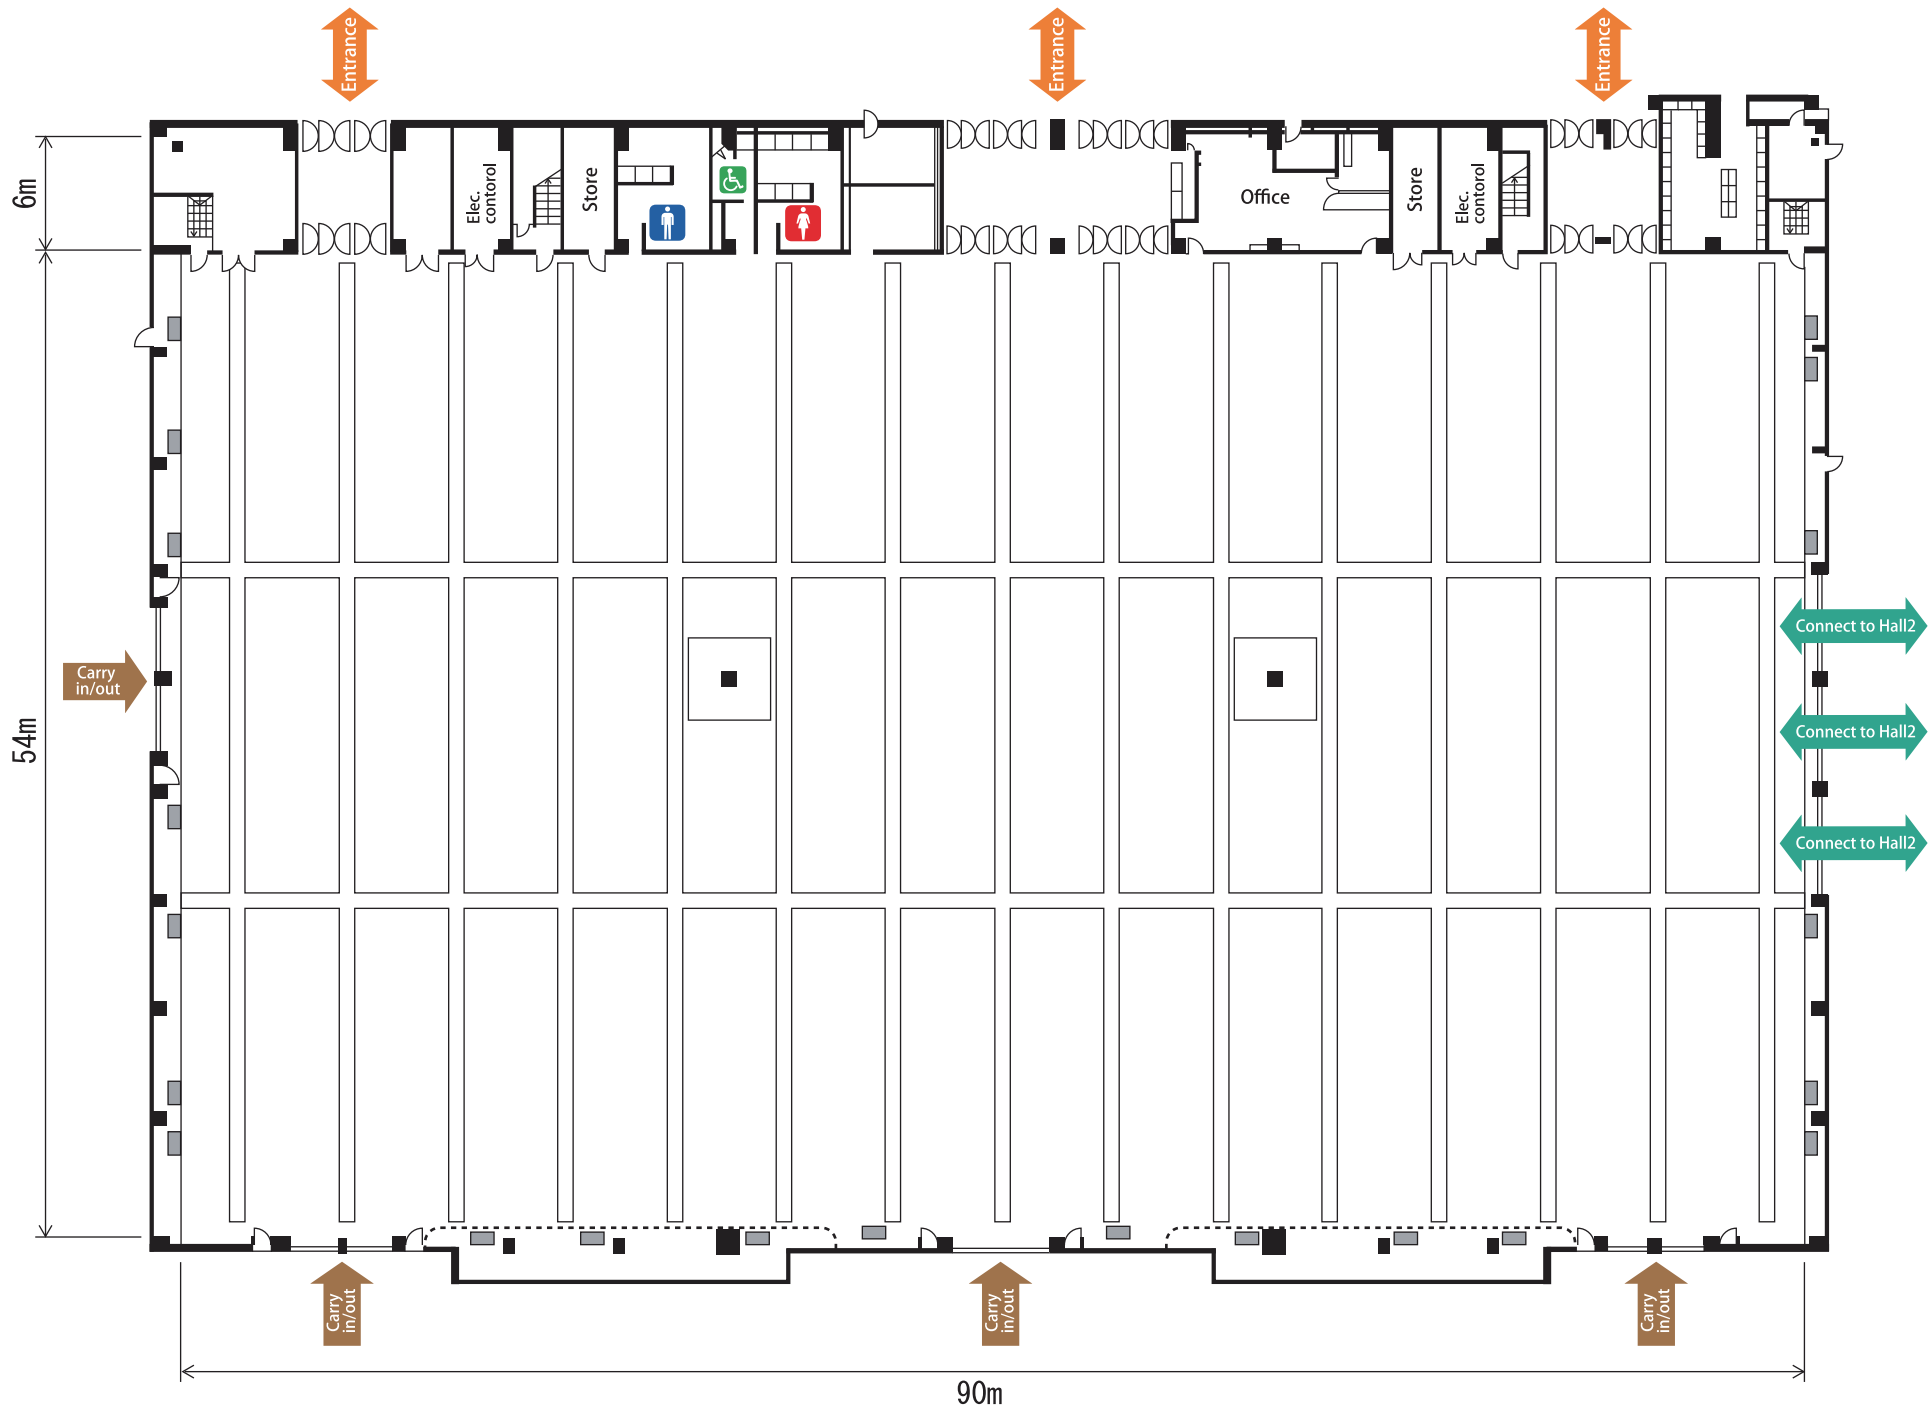 Entrance
Entrance
Entrance
6m
Elec.
contorol
Store
Office
Store
Elec.
contorol
Carry
in/out
54m
Connect to Hall2
Connect to Hall2
Connect to Hall2
Carry
in/out
Carry
in/out
Carry
in/out
90m